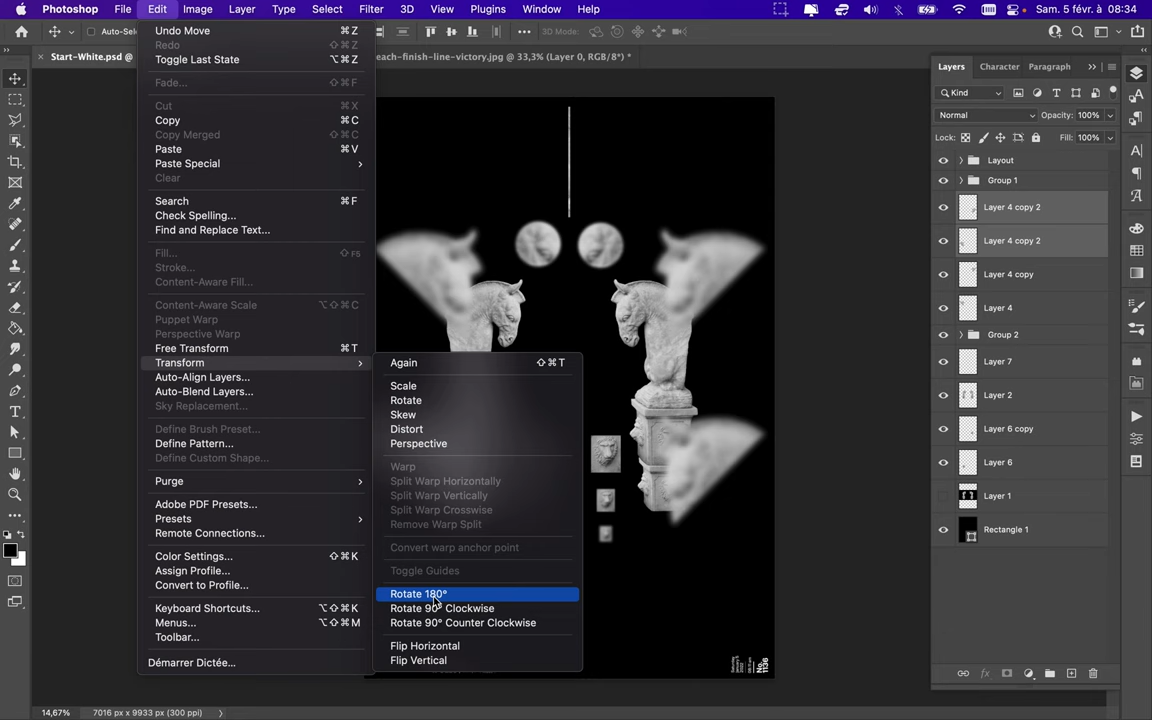 Photoshop File Edit Image Layer Type Select Filter 3D View Plugins Window Help Sam. 5 févr. à 08:34
Auto-Sel 3D Mode:
Start-White.psd @ each-finish-line-victory.jpg @ 33,3% (Layer 0, RGB/8*) *
Undo Move ⌘Z
Redo ⇧⌘Z
Toggle Last State ⌥⌘Z
Fade... ⇧⌘F
Cut ⌘X
Copy ⌘C
Copy Merged ⇧⌘C
Paste ⌘V
Paste Special
Clear
Search ⌘F
Check Spelling...
Find and Replace Text...
Fill... ⇧F5
Stroke...
Content-Aware Fill...
Content-Aware Scale ⌥⇧⌘C
Puppet Warp
Perspective Warp
Free Transform ⌘T
Transform
Auto-Align Layers...
Auto-Blend Layers...
Sky Replacement...
Define Brush Preset...
Define Pattern...
Define Custom Shape...
Purge
Adobe PDF Presets...
Presets
Remote Connections...
Color Settings... ⇧⌘K
Assign Profile...
Convert to Profile...
Keyboard Shortcuts... ⌥⇧⌘K
Menus... ⌥⇧⌘M
Toolbar...
Démarrer Dictée...
Again ⇧⌘T
Scale
Rotate
Skew
Distort
Perspective
Warp
Split Warp Horizontally
Split Warp Vertically
Split Warp Crosswise
Remove Warp Split
Convert warp anchor point
Toggle Guides
Rotate 180°
Rotate 90° Clockwise
Rotate 90° Counter Clockwise
Flip Horizontal
Flip Vertical
No. 1136
Layers Character Paragraph
Kind
Normal Opacity: 100%
Lock: Fill: 100%
Layout
Group 1
Layer 4 copy 2
Layer 4 copy 2
Layer 4 copy
Layer 4
Group 2
Layer 7
Layer 2
Layer 6 copy
Layer 6
Layer 1
Rectangle 1
14,67% 7016 px x 9933 px (300 ppi)